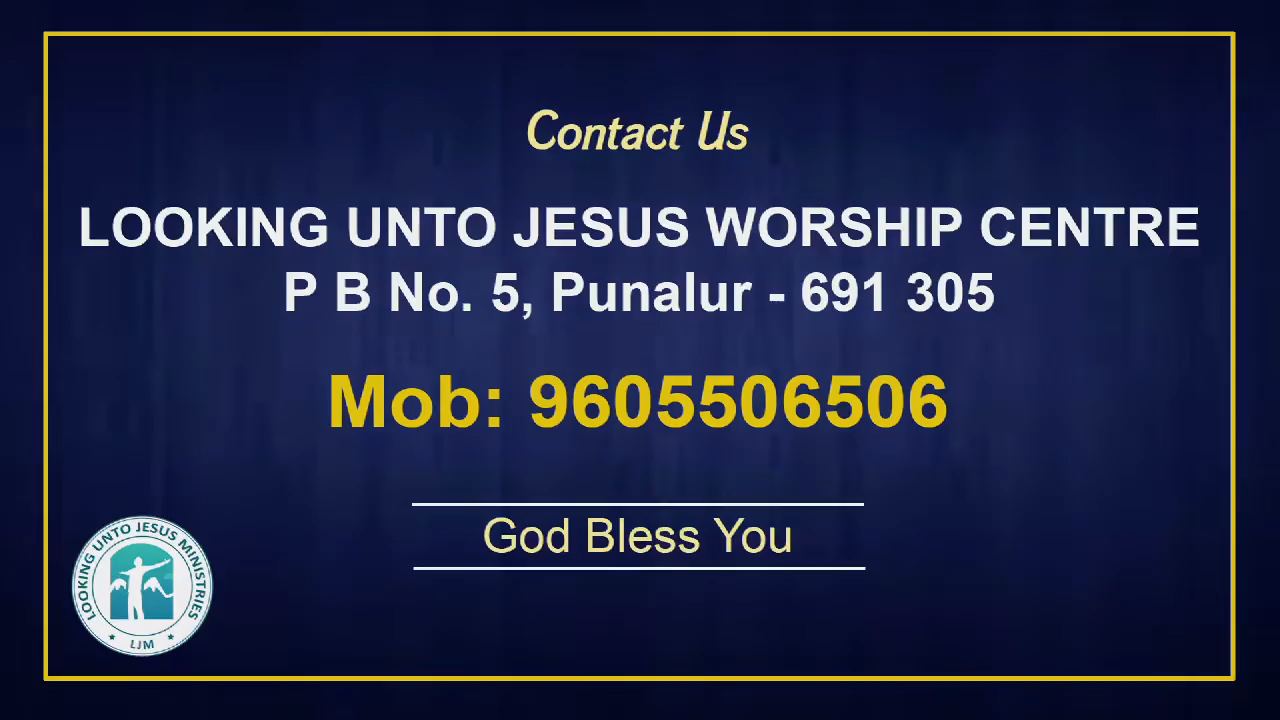 Contact Us
LOOKING UNTO JESUS WORSHIP CENTRE
P B No. 5, Punalur - 691 305
Mob: 9605506506
God Bless You
LOOKING UNTO JESUS MINISTRIES
LJM